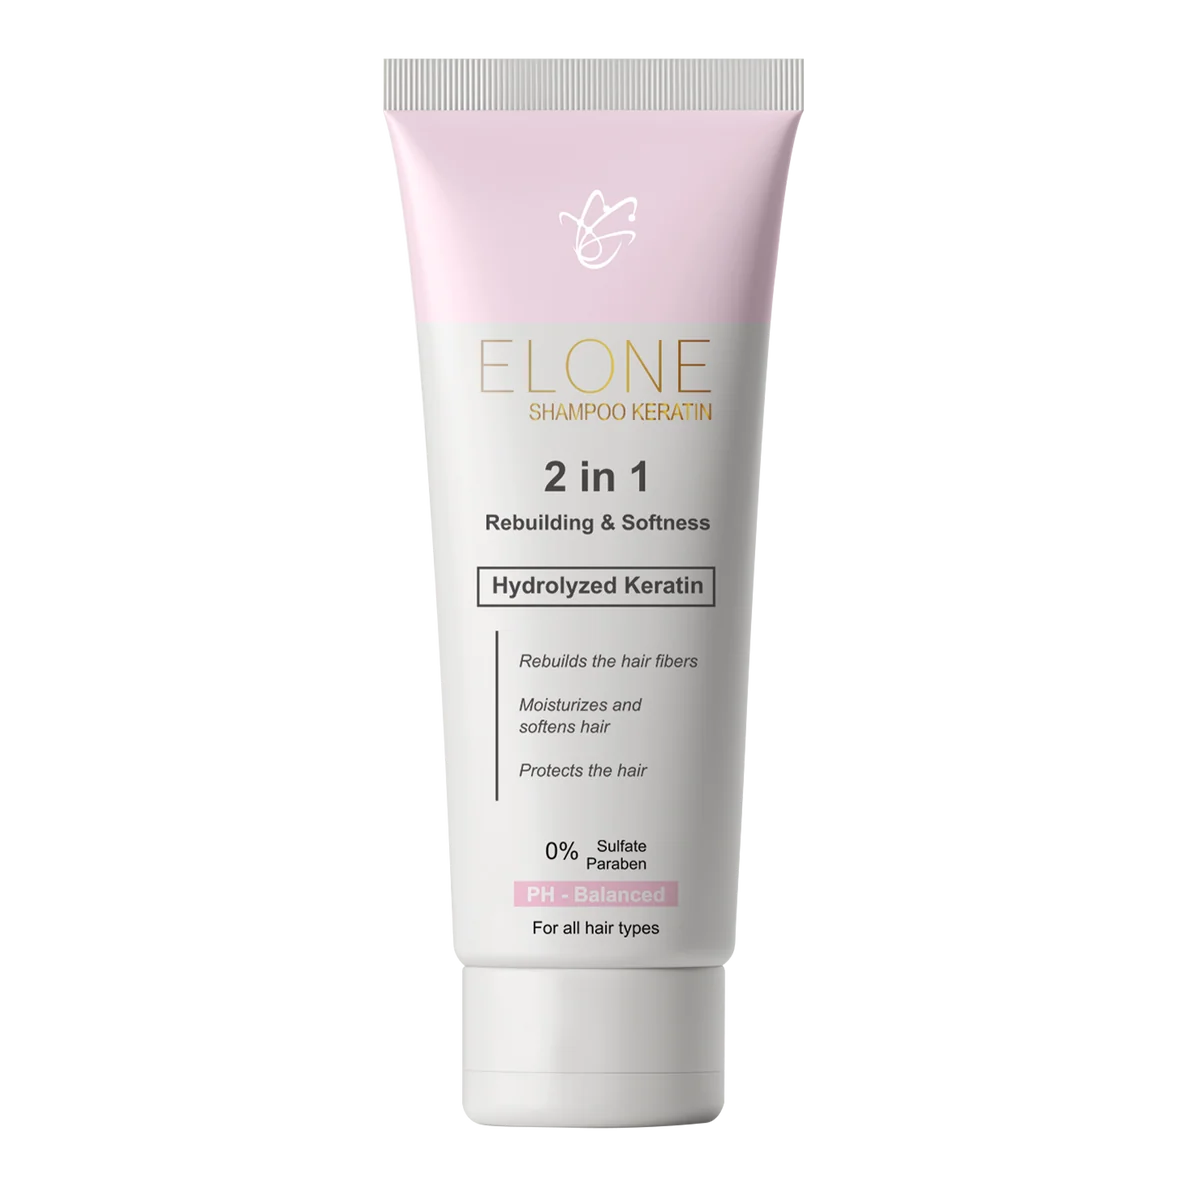 ELONE
SHAMPOO KERATIN
2 in 1
Rebuilding & Softness
Hydrolyzed Keratin
Rebuilds the hair fibers
Moisturizes and
softens hair
Protects the hair
0% Sulfate
Paraben
PH - Balanced
For all hair types